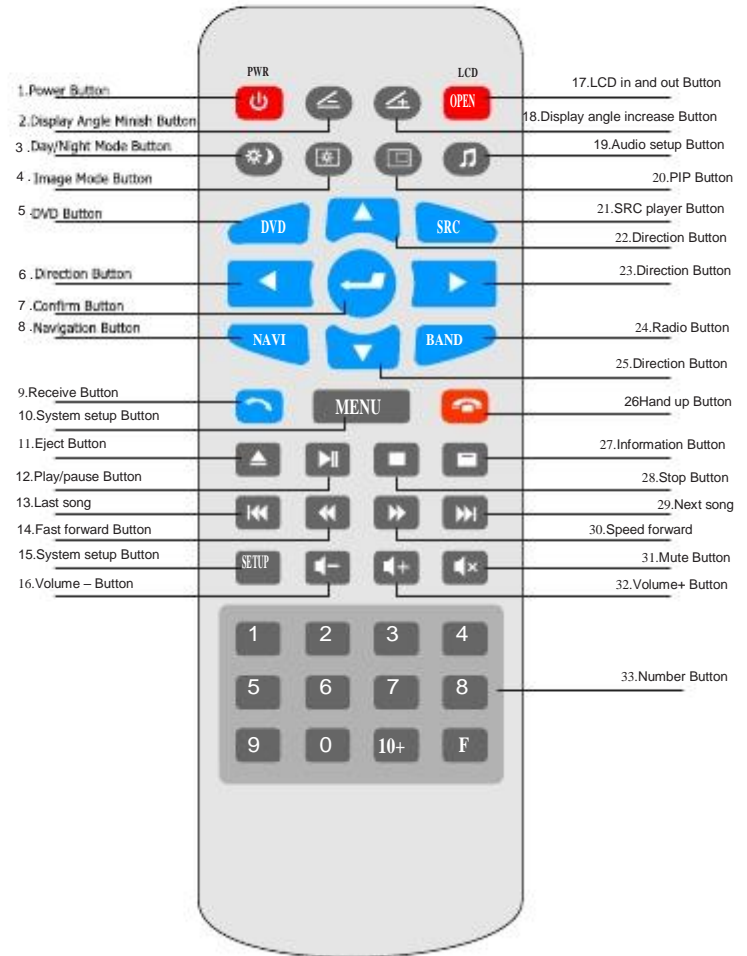 PWR
LCD
1.Power Button
17.LCD in and out Button
OPEN
2.Display Angle Minish Button
18.Display angle increase Button
3 .Day/Night Mode Button
19.Audio setup Button
4 .Image Mode Button
20.PIP Button
5 .DVD Button
21.SRC player Button
DVD
SRC
22.Direction Button
6 .Direction Button
23.Direction Button
7 .Confirm Button
8 .Navigation Button
24.Radio Button
NAVI
BAND
25.Direction Button
9.Receive Button
26Hand up Button
10.System setup Button
MENU
11.Eject Button
27.Information Button
12.Play/pause Button
28.Stop Button
13.Last song
29.Next song
14.Fast forward Button
30.Speed forward
15.System setup Button
31.Mute Button
SETUP
16.Volume – Button
32.Volume+ Button
1 2 3 4
33.Number Button
5 6 7 8
9 0 10+ F